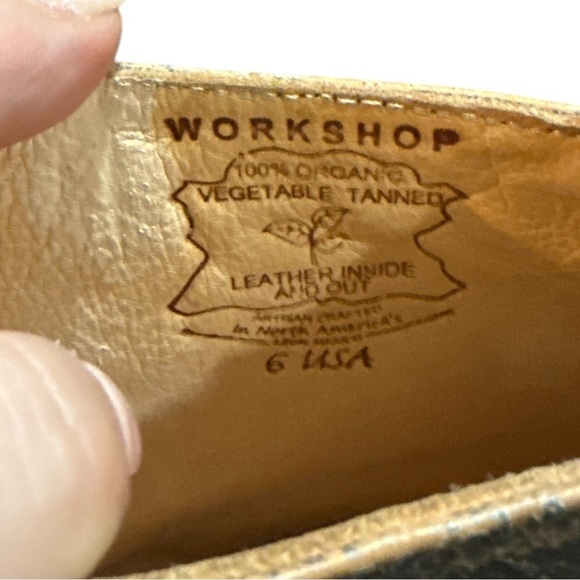 WORKSHOP
100% ORGANIC
VEGETABLE TANNED
LEATHER INSIDE
AND OUT
ARTISAN CRAFTED
In North America's
6 USA